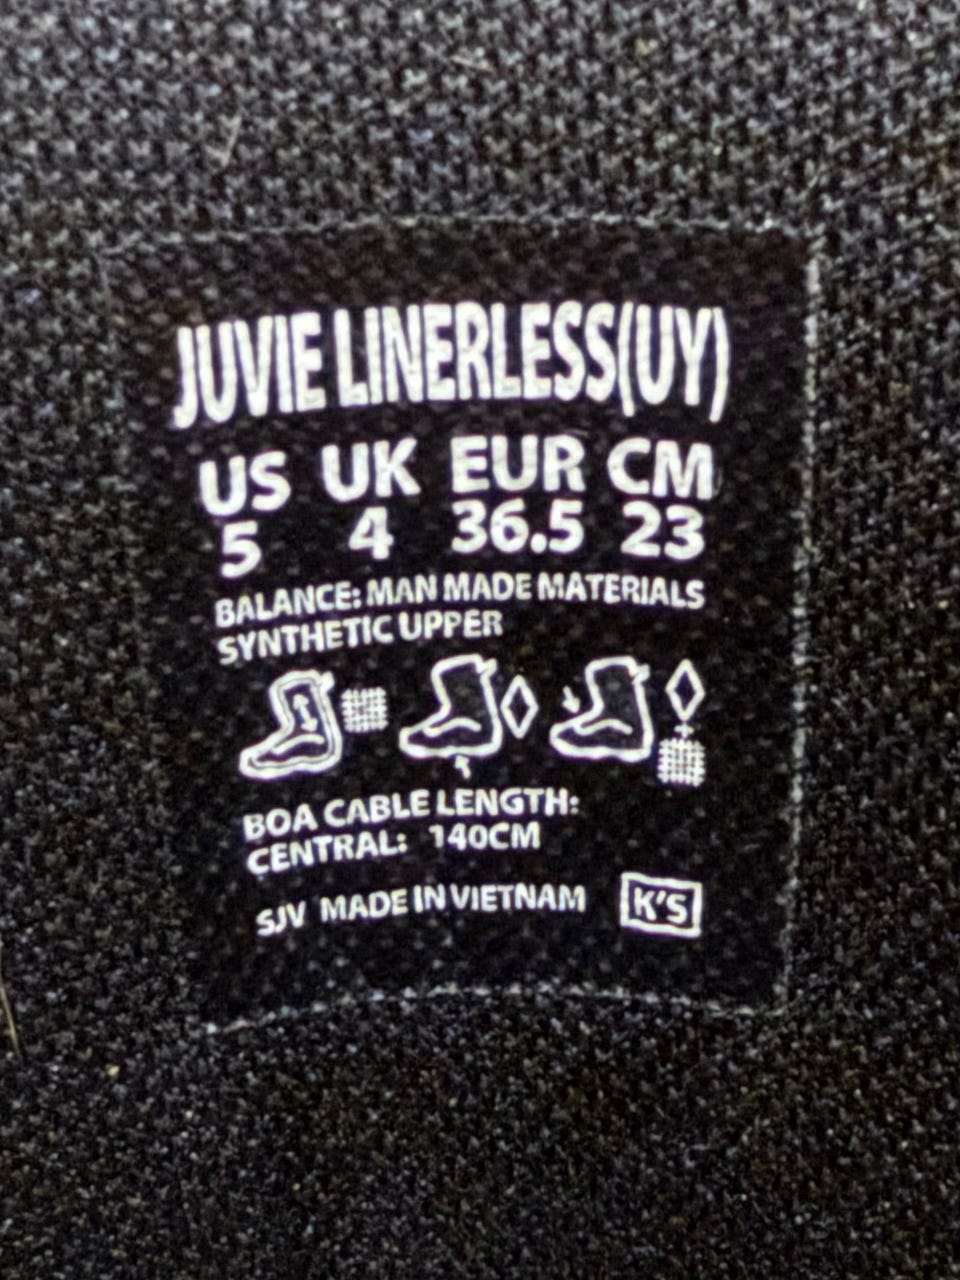 JUVIE LINERLESS(UY)
US UK EUR CM
5 4 36.5 23
BALANCE: MAN MADE MATERIALS
SYNTHETIC UPPER
BOA CABLE LENGTH:
CENTRAL: 140CM
SJV MADE IN VIETNAM K'S